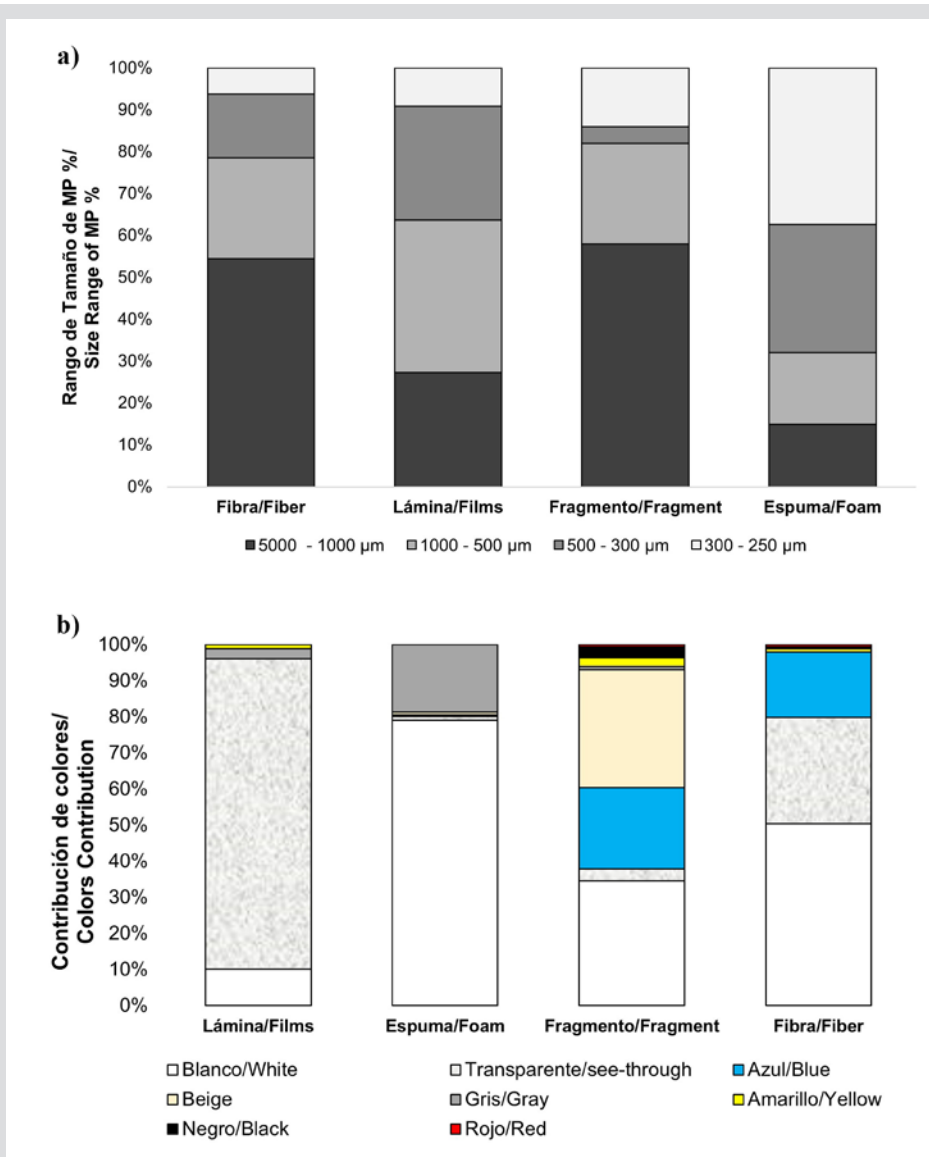 a)
Rango de Tamaño de MP %/
Size Range of MP %
100%
90%
80%
70%
60%
50%
40%
30%
20%
10%
0%
Fibra/Fiber Lámina/Films Fragmento/Fragment Espuma/Foam
5000 - 1000 µm 1000 - 500 µm 500 - 300 µm 300 - 250 µm
b)
Contribución de colores/
Colors Contribution
100%
90%
80%
70%
60%
50%
40%
30%
20%
10%
0%
Lámina/Films Espuma/Foam Fragmento/Fragment Fibra/Fiber
Blanco/White Transparente/see-through Azul/Blue
Beige Gris/Gray Amarillo/Yellow
Negro/Black Rojo/Red